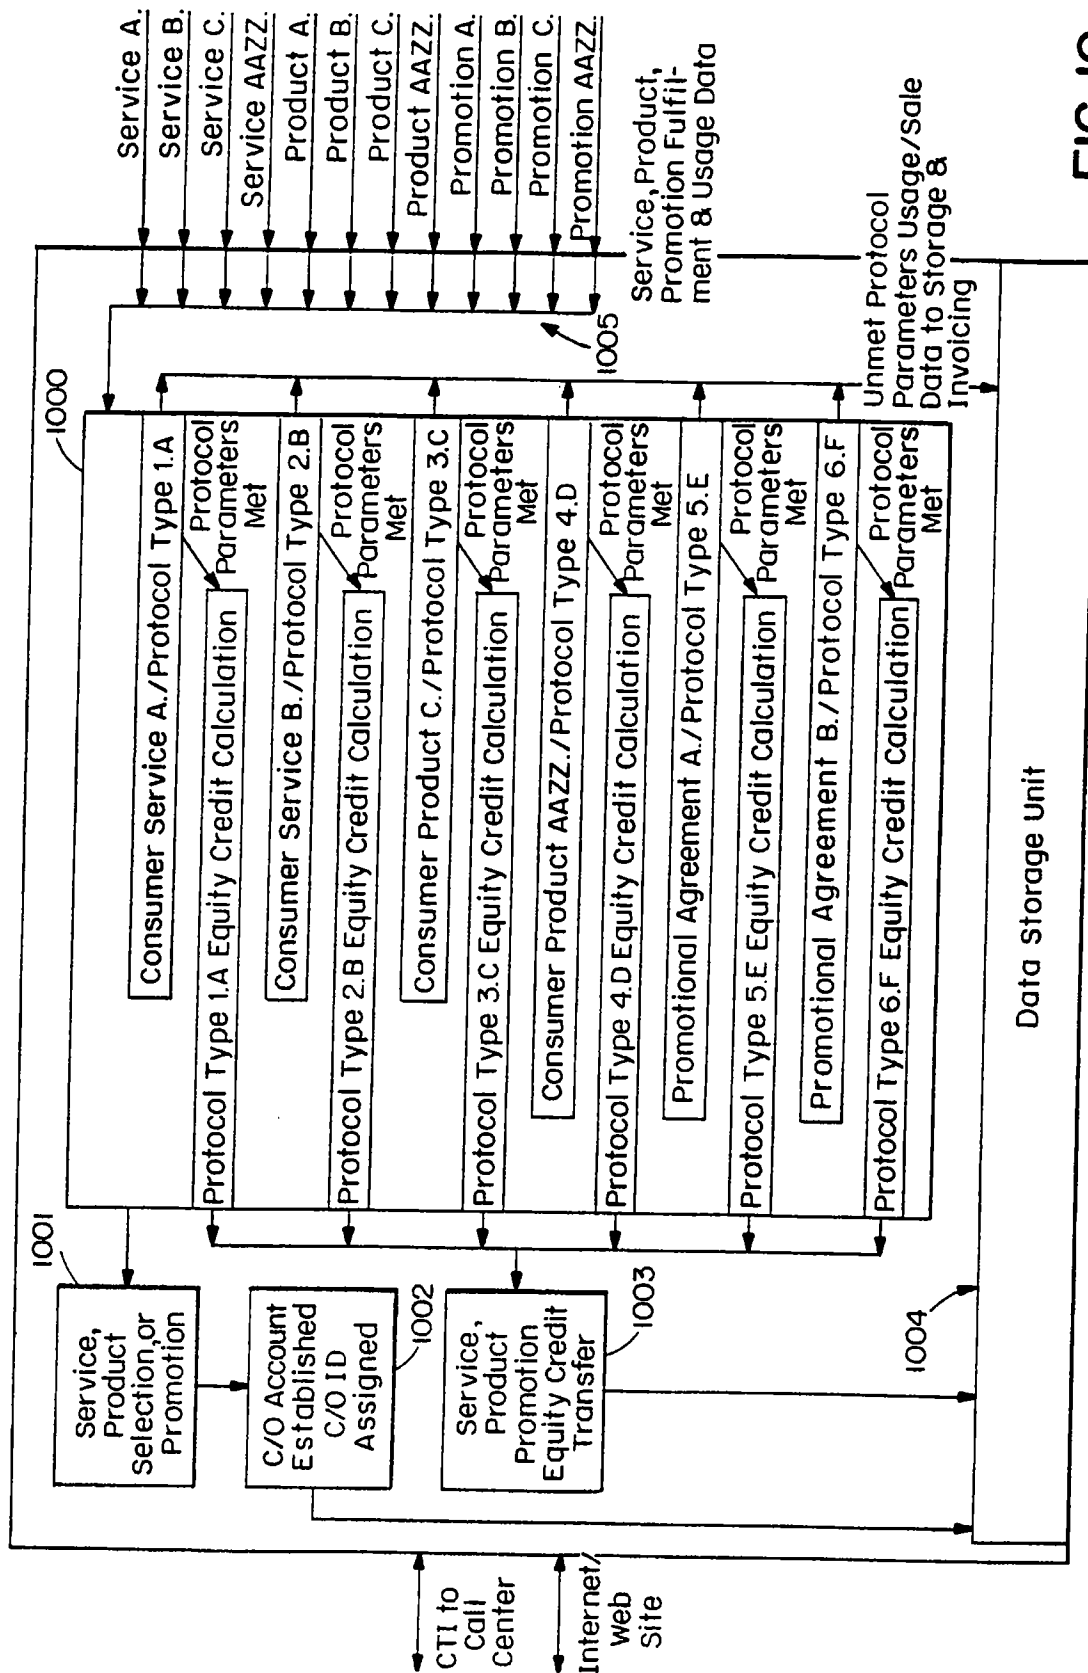 Service A.
Service B.
Service C.
Service AAZZ.
Product A.
Product B.
Product C.
Product AAZZ.
Promotion A.
Promotion B.
Promotion C.
Promotion AAZZ.
Service, Product,
Promotion Fulfil-
ment & Usage Data
1005
Unmet Protocol
Parameters Usage/Sale
Data to Storage &
Invoicing
1000
Consumer Service A./Protocol Type 1.A
Protocol
Parameters
Met
Protocol Type 1.A Equity Credit Calculation
Consumer Service B./Protocol Type 2.B
Protocol
Parameters
Met
Protocol Type 2.B Equity Credit Calculation
Consumer Product C./Protocol Type 3.C
Protocol
Parameters
Met
Protocol Type 3.C Equity Credit Calculation
Consumer Product AAZZ./Protocol Type 4.D
Protocol
Parameters
Met
Protocol Type 4.D Equity Credit Calculation
Promotional Agreement A./Protocol Type 5.E
Protocol
Parameters
Met
Protocol Type 5.E Equity Credit Calculation
Promotional Agreement B./Protocol Type 6.F
Protocol
Parameters
Met
Protocol Type 6.F Equity Credit Calculation
1001
Service,
Product
Selection,or
Promotion
C/O Account
Established
C/O ID
Assigned
1002
Service,
Product
Promotion
Equity Credit
Transfer
1003
1004
Data Storage Unit
CTI to
Call
Center
Internet/
Web
Site